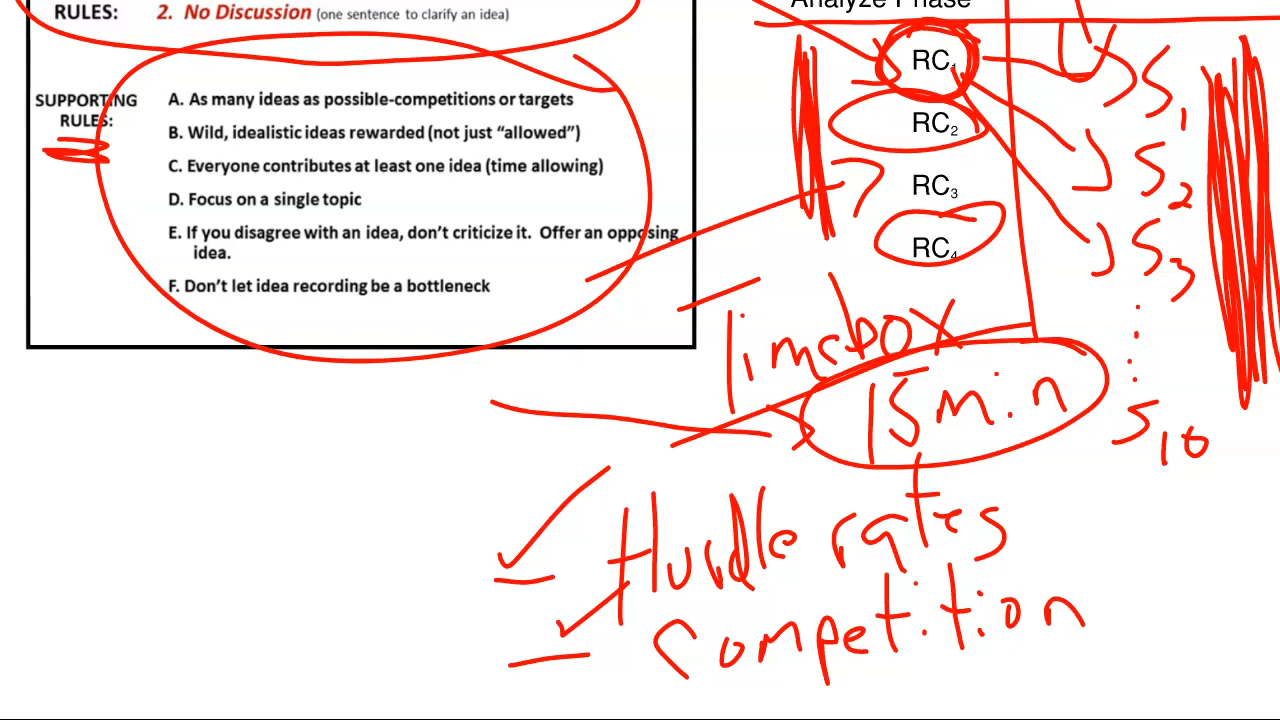 Analyze Phase
RULES: 2. No Discussion (one sentence to clarify an idea)
SUPPORTING RULES:
A. As many ideas as possible-competitions or targets
B. Wild, idealistic ideas rewarded (not just “allowed”)
C. Everyone contributes at least one idea (time allowing)
D. Focus on a single topic
E. If you disagree with an idea, don’t criticize it. Offer an opposing
idea.
F. Don’t let idea recording be a bottleneck
RC1
RC2
RC3
RC4
S1
S2
S3
S10
Timebox
15 min
Hurdle rates
Competition